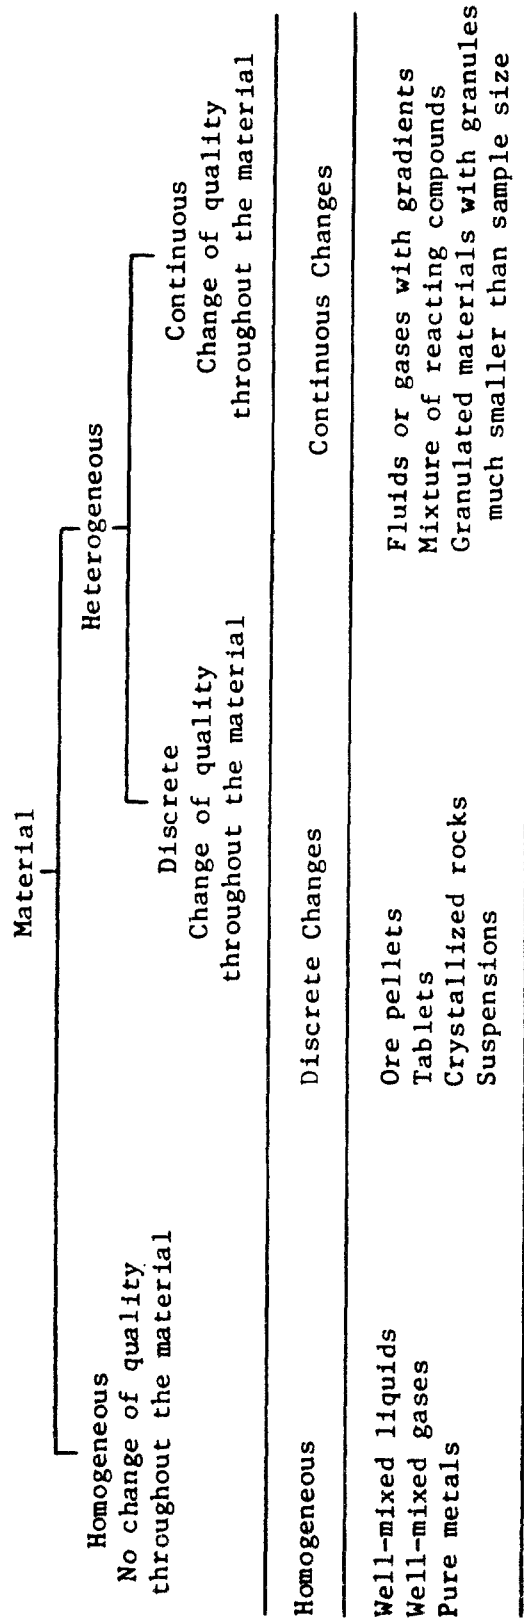 Material
Homogeneous
No change of quality
throughout the material
Heterogeneous
Discrete
Change of quality
throughout the material
Continuous
Change of quality
throughout the material
Homogeneous
Discrete Changes
Continuous Changes
Well-mixed liquids
Well-mixed gases
Pure metals
Ore pellets
Tablets
Crystallized rocks
Suspensions
Fluids or gases with gradients
Mixture of reacting compounds
Granulated materials with granules
much smaller than sample size